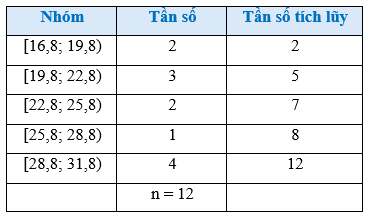 Nhóm Tần số Tần số tích lũy
[16,8; 19,8) 2 2
[19,8; 22,8) 3 5
[22,8; 25,8) 2 7
[25,8; 28,8) 1 8
[28,8; 31,8) 4 12
n = 12